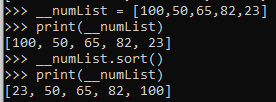 >>> __numList = [100,50,65,82,23]
>>> print(__numList)
[100, 50, 65, 82, 23]
>>> __numList.sort()
>>> print(__numList)
[23, 50, 65, 82, 100]